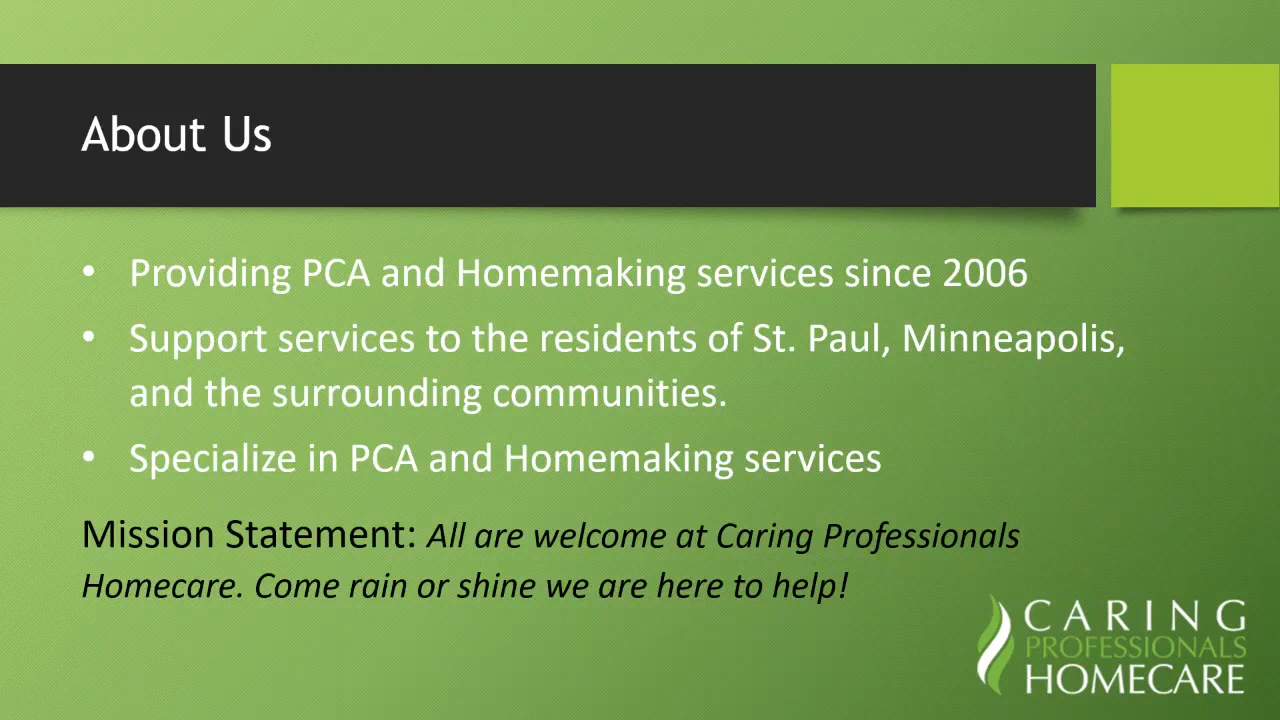 About Us
• Providing PCA and Homemaking services since 2006
• Support services to the residents of St. Paul, Minneapolis,
and the surrounding communities.
• Specialize in PCA and Homemaking services
Mission Statement: All are welcome at Caring Professionals
Homecare. Come rain or shine we are here to help!
CARING
PROFESSIONALS
HOMECARE